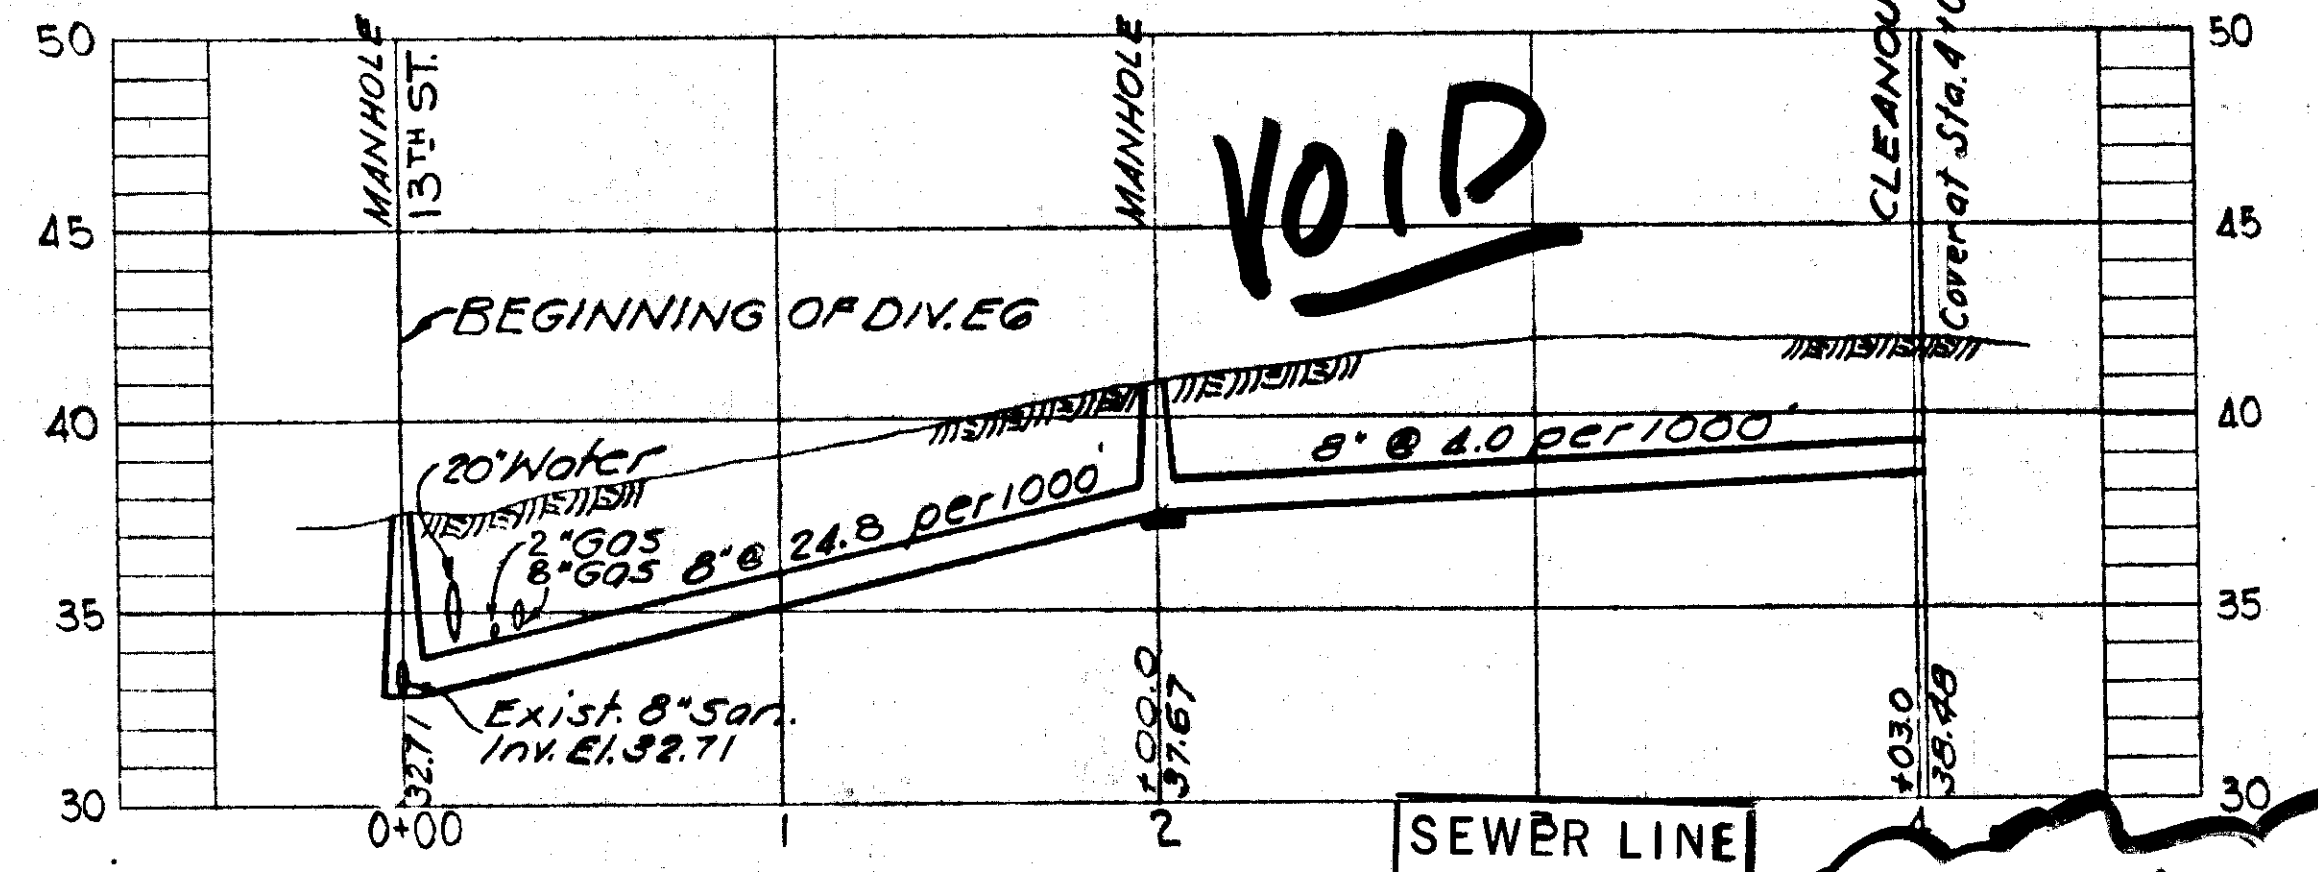 50
MANHOLE
13TH ST.
MANHOLE
Cover at Sta. 4
50
VOID
45
45
BEGINNING OF DIV. E6
40
8" @ 4.0 per 1000'
40
20" Water
8" @ 24.8 per 1000'
2" GAS
8" GAS
35
35
Exist. 8" San.
Inv. El. 32.71
32.71
+00.0
37.67
+03.0
38.48
30
30
0+00
1
2
3
4
SEWER LINE